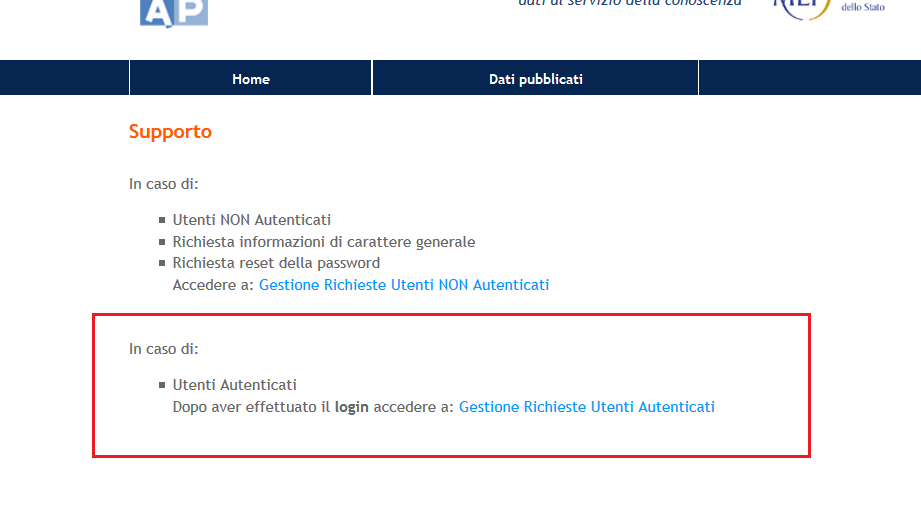 AP
dati al servizio della conoscenza
MEF
dello Stato
Home
Dati pubblicati
Supporto
In caso di:
Utenti NON Autenticati
Richiesta informazioni di carattere generale
Richiesta reset della password
Accedere a: Gestione Richieste Utenti NON Autenticati
In caso di:
Utenti Autenticati
Dopo aver effettuato il login accedere a: Gestione Richieste Utenti Autenticati